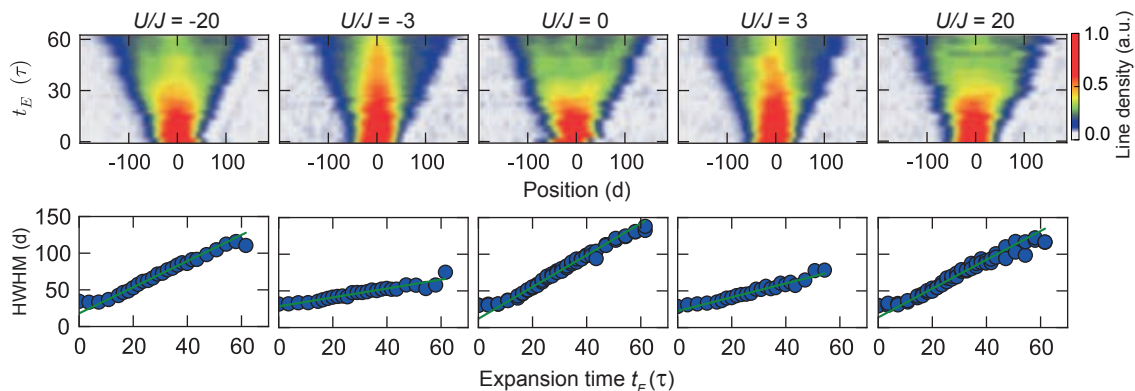 U/J = -20 U/J = -3 U/J = 0 U/J = 3 U/J = 20
t_E (τ)
60
30
0
-100 0 100 -100 0 100 -100 0 100 -100 0 100 -100 0 100
Position (d)
1.0
0.5
0.0
Line density (a.u.)
HWHM (d)
150
100
50
0
0 20 40 60 0 20 40 60 0 20 40 60 0 20 40 60 0 20 40 60
Expansion time t_E(τ)